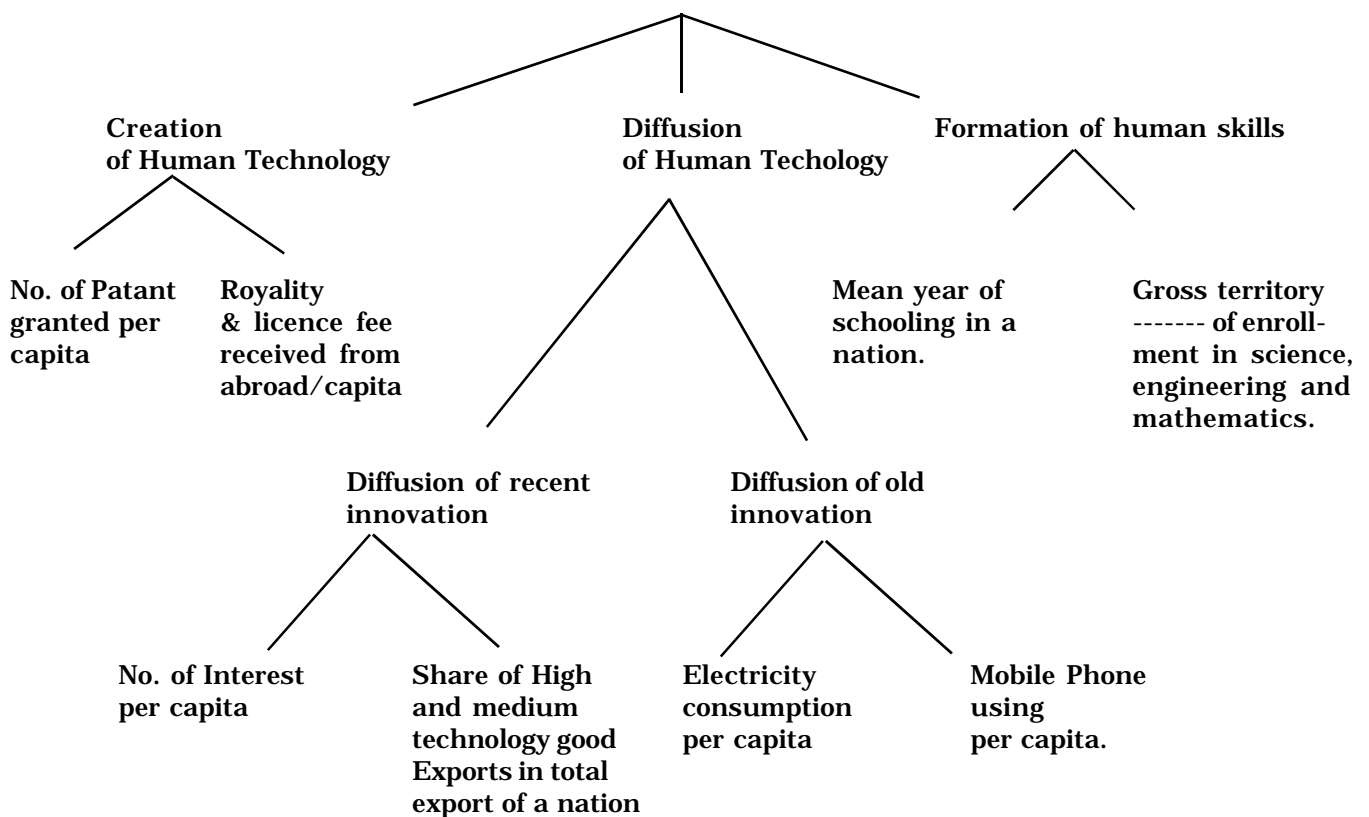 Creation
of Human Technology
Diffusion
of Human Techology
Formation of human skills
No. of Patant
granted per
capita
Royality
& licence fee
received from
abroad/capita
Mean year of
schooling in a
nation.
Gross territory
------- of enroll-
ment in science,
engineering and
mathematics.
Diffusion of recent
innovation
Diffusion of old
innovation
No. of Interest
per capita
Share of High
and medium
technology good
Exports in total
export of a nation
Electricity
consumption
per capita
Mobile Phone
using
per capita.